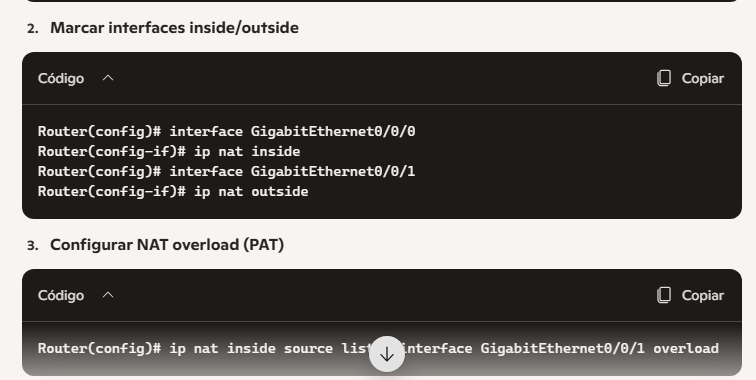 2. Marcar interfaces inside/outside
Código
Copiar
Router(config)# interface GigabitEthernet0/0/0
Router(config-if)# ip nat inside
Router(config)# interface GigabitEthernet0/0/1
Router(config-if)# ip nat outside
3. Configurar NAT overload (PAT)
Código
Copiar
Router(config)# ip nat inside source list interface GigabitEthernet0/0/1 overload